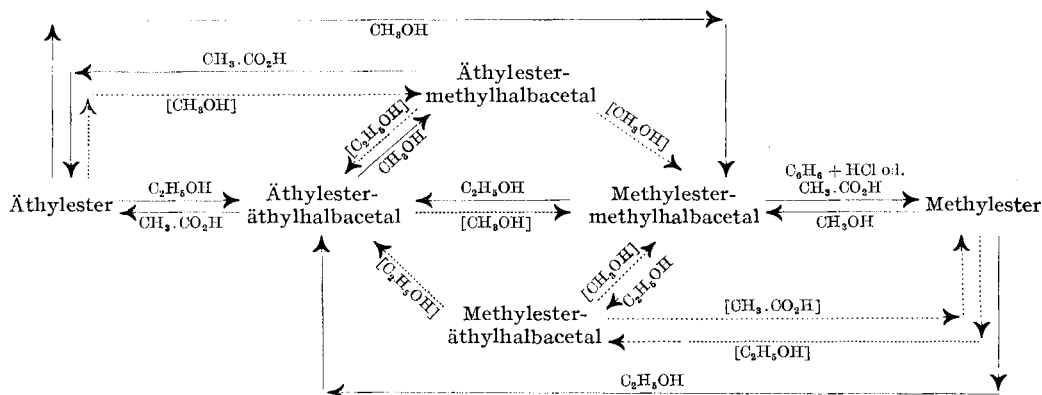 CH₃OH
CH₃.CO₂H
Äthylester-
methylhalbacetal
[CH₃OH]
[C₂H₅OH]
CH₃OH
[CH₃OH]
Äthylester
C₂H₅OH
CH₃.CO₂H
Äthylester-
äthylhalbacetal
C₂H₅OH
[CH₃OH]
Methylester-
methylhalbacetal
C₆H₆ + HCl od.
CH₃.CO₂H
CH₃OH
Methylester
[C₂H₅OH]
[CH₃OH]
C₂H₅OH
Methylester-
äthylhalbacetal
[CH₃.CO₂H]
[C₂H₅OH]
C₂H₅OH